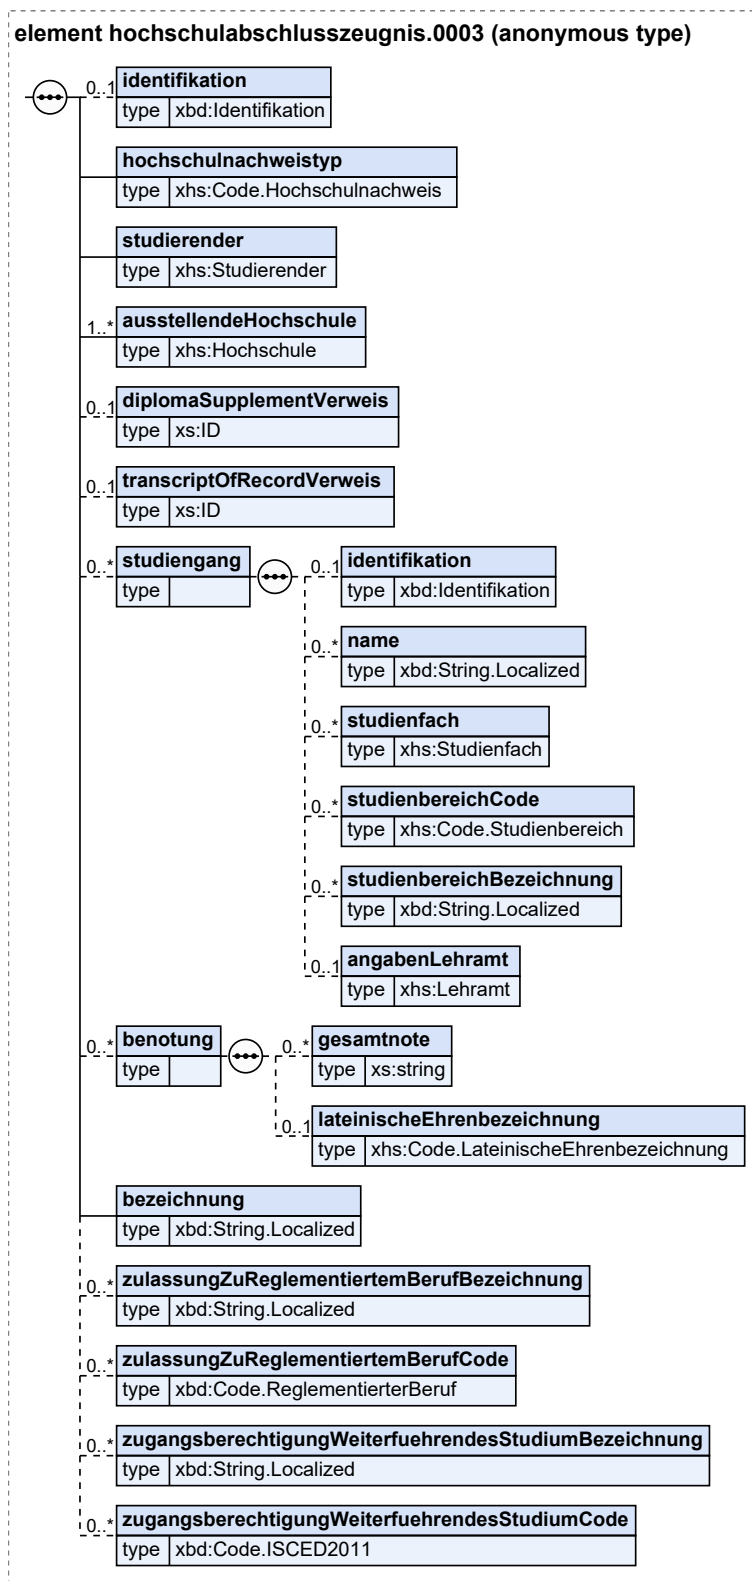 element hochschulabschlusszeugnis.0003 (anonymous type)
0..1 identifikation
type xbd:Identifikation
hochschulnachweistyp
type xhs:Code.Hochschulnachweis
studierender
type xhs:Studierender
1..* ausstellendeHochschule
type xhs:Hochschule
0..1 diplomaSupplementVerweis
type xs:ID
0..1 transcriptOfRecordVerweis
type xs:ID
0..* studiengang
type
0..1 identifikation
type xbd:Identifikation
0..* name
type xbd:String.Localized
0..* studienfach
type xhs:Studienfach
0..* studienbereichCode
type xhs:Code.Studienbereich
0..* studienbereichBezeichnung
type xbd:String.Localized
0..1 angabenLehramt
type xhs:Lehramt
0..* benotung
type
0..* gesamtnote
type xs:string
0..1 lateinischeEhrenbezeichnung
type xhs:Code.LateinischeEhrenbezeichnung
bezeichnung
type xbd:String.Localized
0..* zulassungZuReglementiertemBerufBezeichnung
type xbd:String.Localized
0..* zulassungZuReglementiertemBerufCode
type xbd:Code.ReglementierterBeruf
0..* zugangsberechtigungWeiterfuehrendesStudiumBezeichnung
type xbd:String.Localized
0..* zugangsberechtigungWeiterfuehrendesStudiumCode
type xbd:Code.ISCED2011